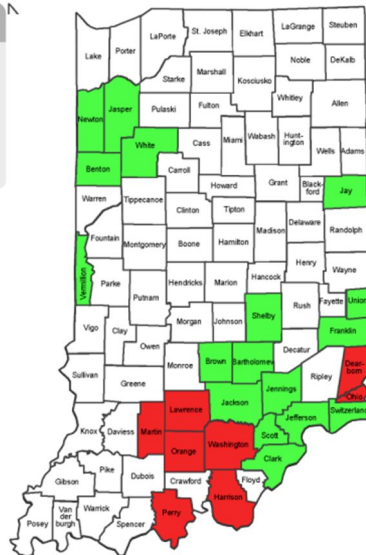 Lake
Porter
LaPorte
St. Joseph
Elkhart
LaGrange
Steuben
Noble
DeKalb
Starke
Marshall
Kosciusko
Newton
Jasper
Pulaski
Fulton
Whitley
Allen
White
Cass
Miami
Wabash
Hunt-
ington
Wells
Adams
Benton
Carroll
Howard
Grant
Black-
ford
Jay
Warren
Tippecanoe
Clinton
Tipton
Madison
Delaware
Randolph
Fountain
Montgomery
Boone
Hamilton
Henry
Wayne
Vermilion
Parke
Putnam
Hendricks
Marion
Hancock
Rush
Fayette
Union
Vigo
Clay
Owen
Morgan
Johnson
Shelby
Franklin
Decatur
Sullivan
Greene
Monroe
Brown
Bartholomew
Jennings
Ripley
Dear-
born
Ohio
Switzerland
Jackson
Jefferson
Knox
Daviess
Martin
Lawrence
Orange
Washington
Scott
Clark
Floyd
Gibson
Pike
Dubois
Crawford
Harrison
Posey
Van
der
burgh
Warrick
Spencer
Perry